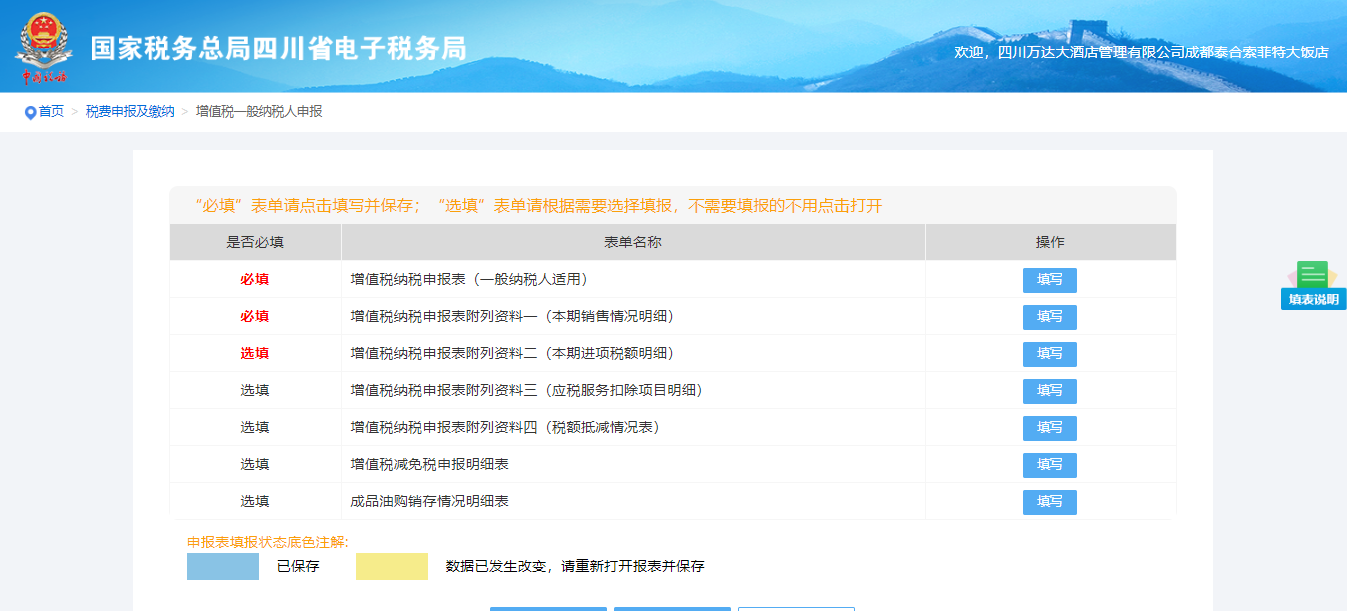 国家税务总局四川省电子税务局
中国税务
欢迎，四川万达大酒店管理有限公司成都泰合索菲特大饭店
首页 > 税费申报及缴纳 > 增值税一般纳税人申报
“必填”表单请点击填写并保存；“选填”表单请根据需要选择填报，不需要填报的不用点击打开
是否必填 表单名称 操作
必填 增值税纳税申报表（一般纳税人适用） 填写
必填 增值税纳税申报表附列资料一（本期销售情况明细） 填写
选填 增值税纳税申报表附列资料二（本期进项税额明细） 填写
选填 增值税纳税申报表附列资料三（应税服务扣除项目明细） 填写
选填 增值税纳税申报表附列资料四（税额抵减情况表） 填写
选填 增值税减免税申报明细表 填写
选填 成品油购销存情况明细表 填写
填表说明
申报表填报状态底色注解:
已保存 数据已发生改变，请重新打开报表并保存